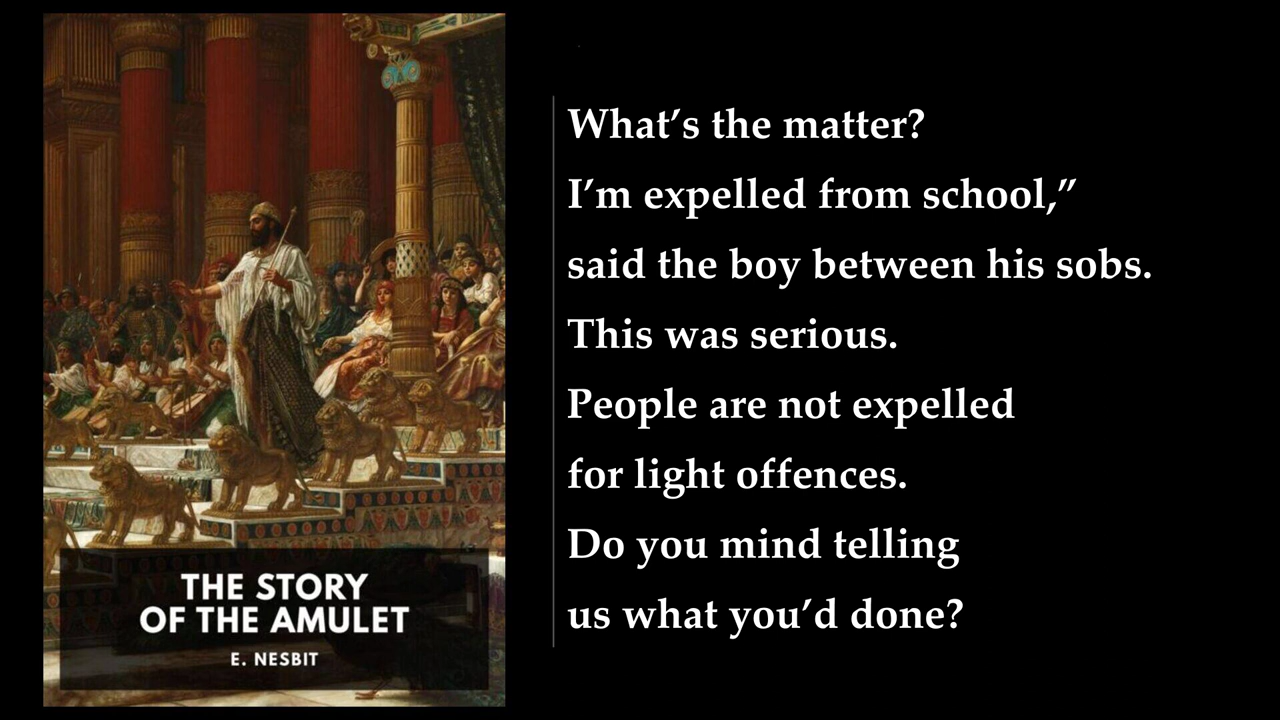 What’s the matter?
I’m expelled from school,”
said the boy between his sobs.
This was serious.
People are not expelled
for light offences.
Do you mind telling
us what you’d done?
THE STORY
OF THE AMULET
E. NESBIT